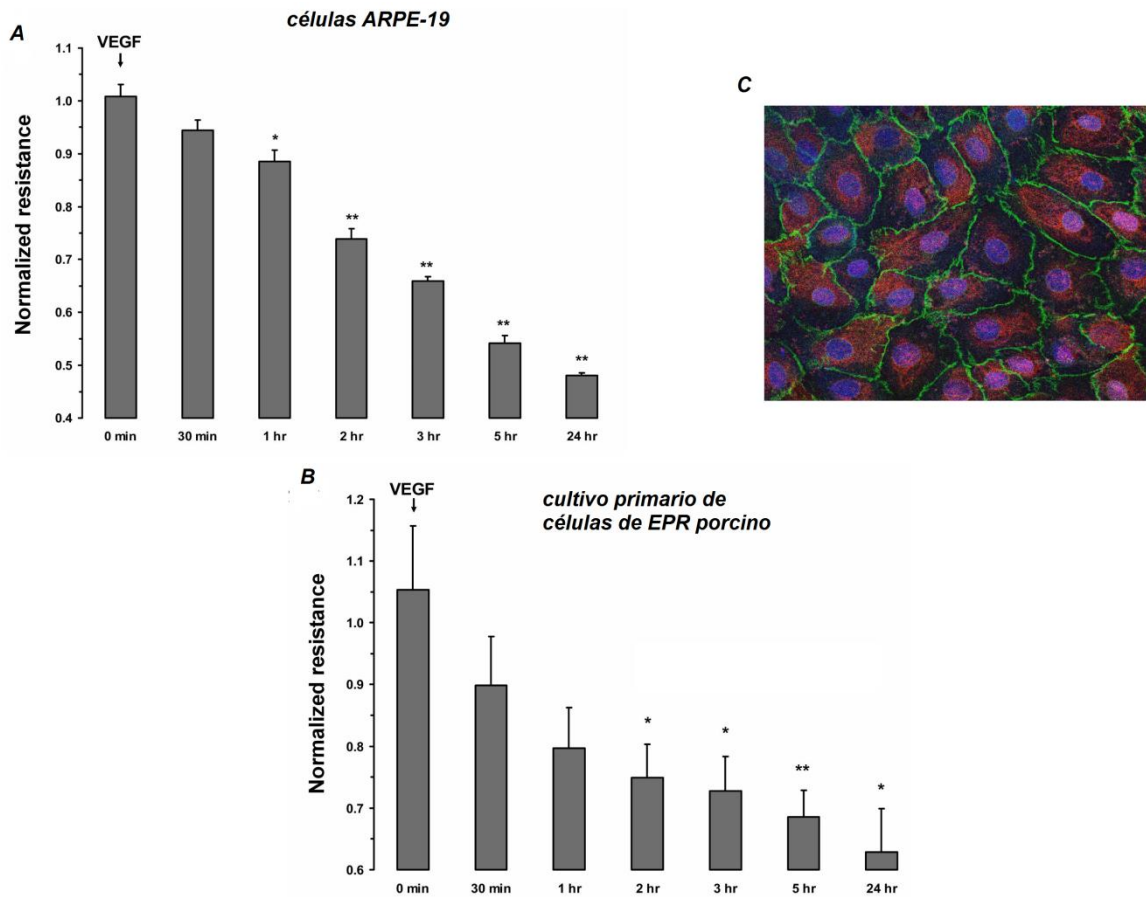 A
células ARPE-19
VEGF
Normalized resistance
1.1
1.0
0.9
0.8
0.7
0.6
0.5
0.4
*
**
**
**
**
0 min 30 min 1 hr 2 hr 3 hr 5 hr 24 hr
C
B
VEGF
cultivo primario de
células de EPR porcino
Normalized resistance
1.2
1.1
1.0
0.9
0.8
0.7
0.6
*
*
**
*
0 min 30 min 1 hr 2 hr 3 hr 5 hr 24 hr